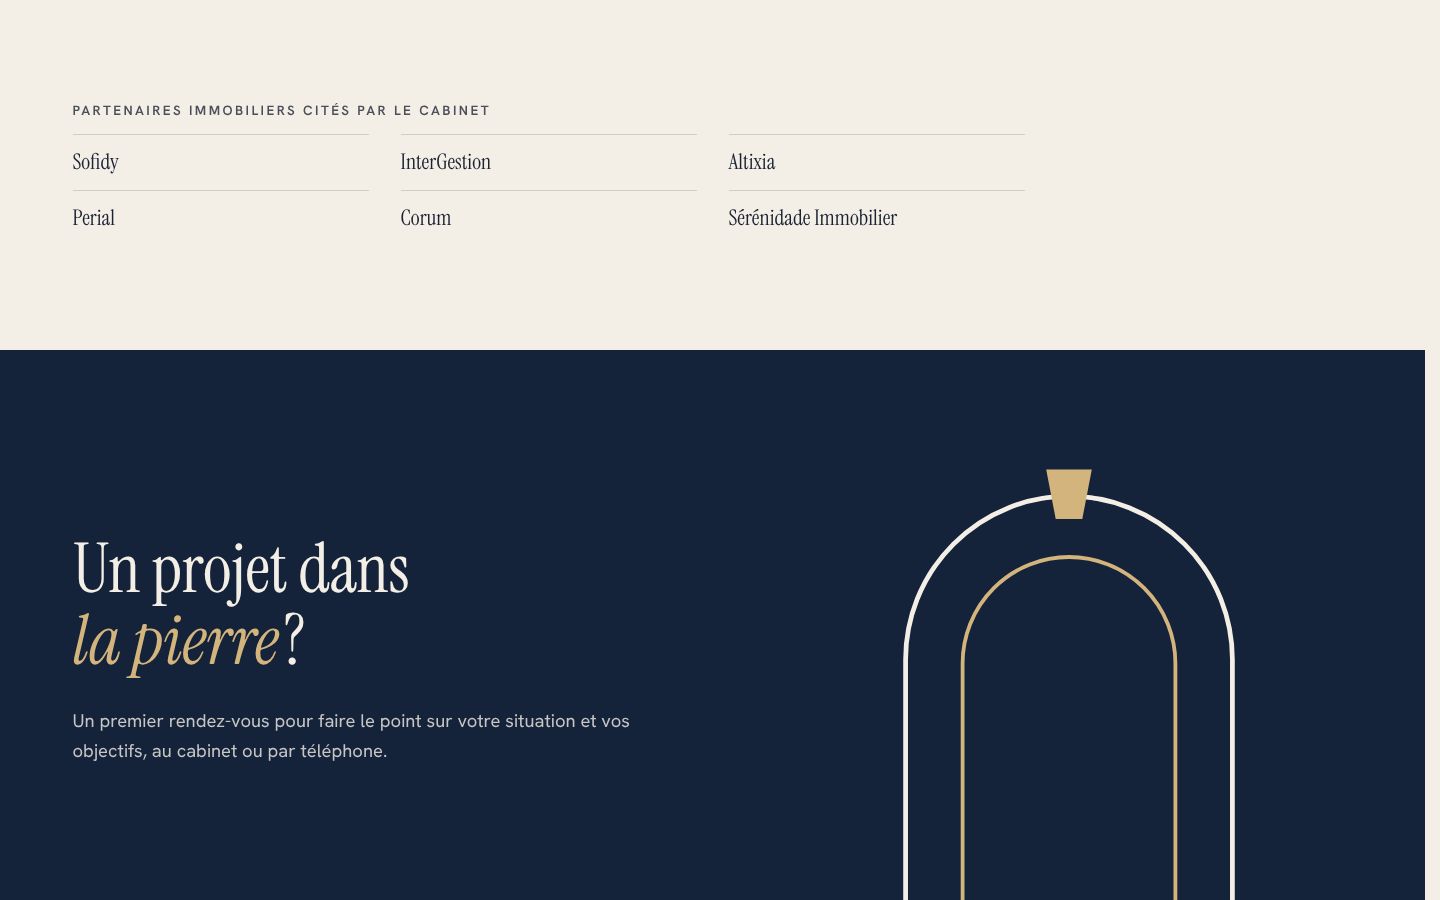 PARTENAIRES IMMOBILIERS CITÉS PAR LE CABINET
Sofidy
InterGestion
Altixia
Perial
Corum
Sérénidade Immobilier
Un projet dans
la pierre ?
Un premier rendez-vous pour faire le point sur votre situation et vos
objectifs, au cabinet ou par téléphone.